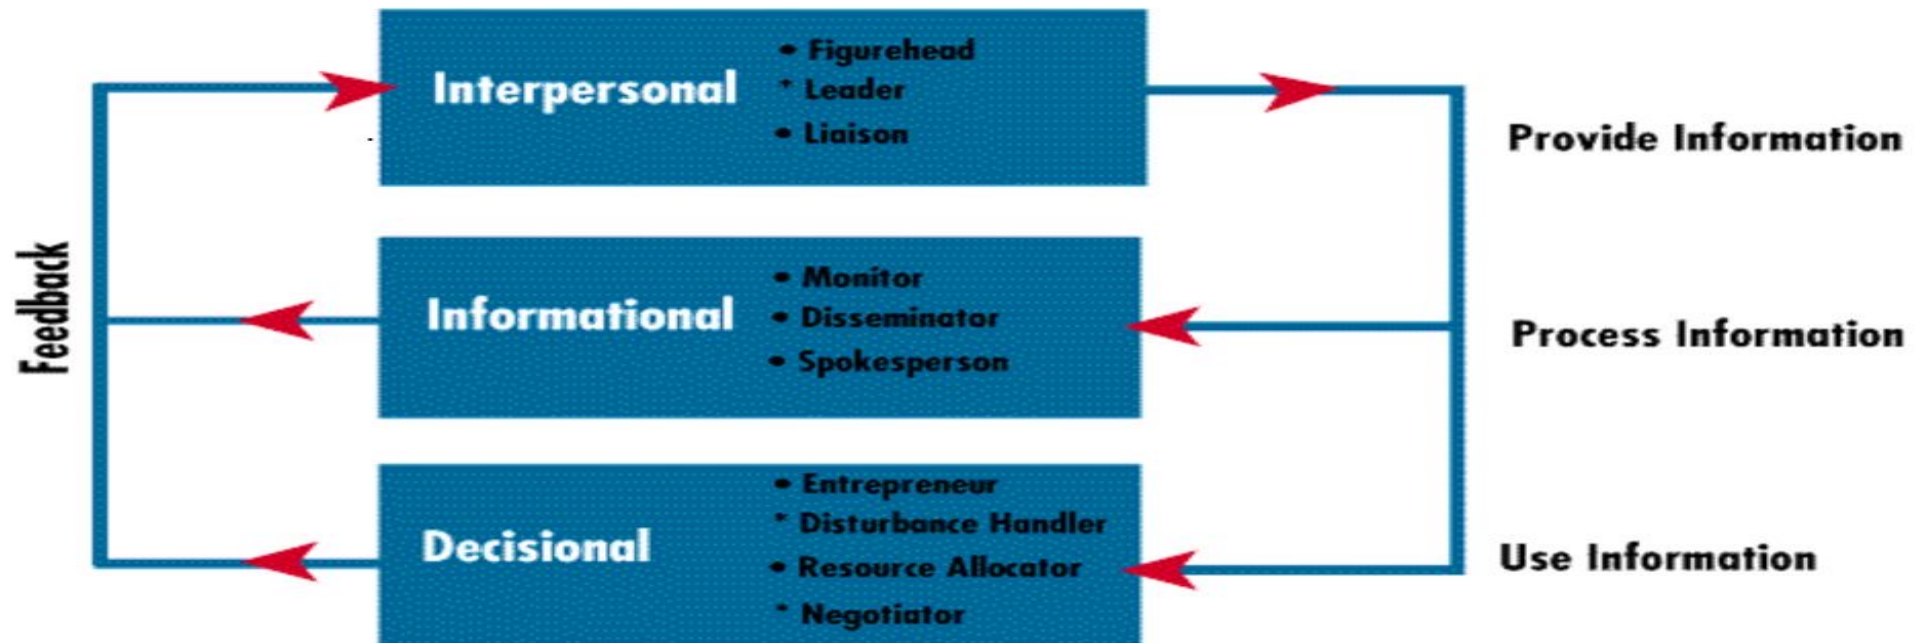 Feedback
Interpersonal
• Figurehead
* Leader
• Liaison
Provide Information
Informational
• Monitor
• Disseminator
• Spokesperson
Process Information
Decisional
• Entrepreneur
* Disturbance Handler
• Resource Allocator
* Negotiator
Use Information